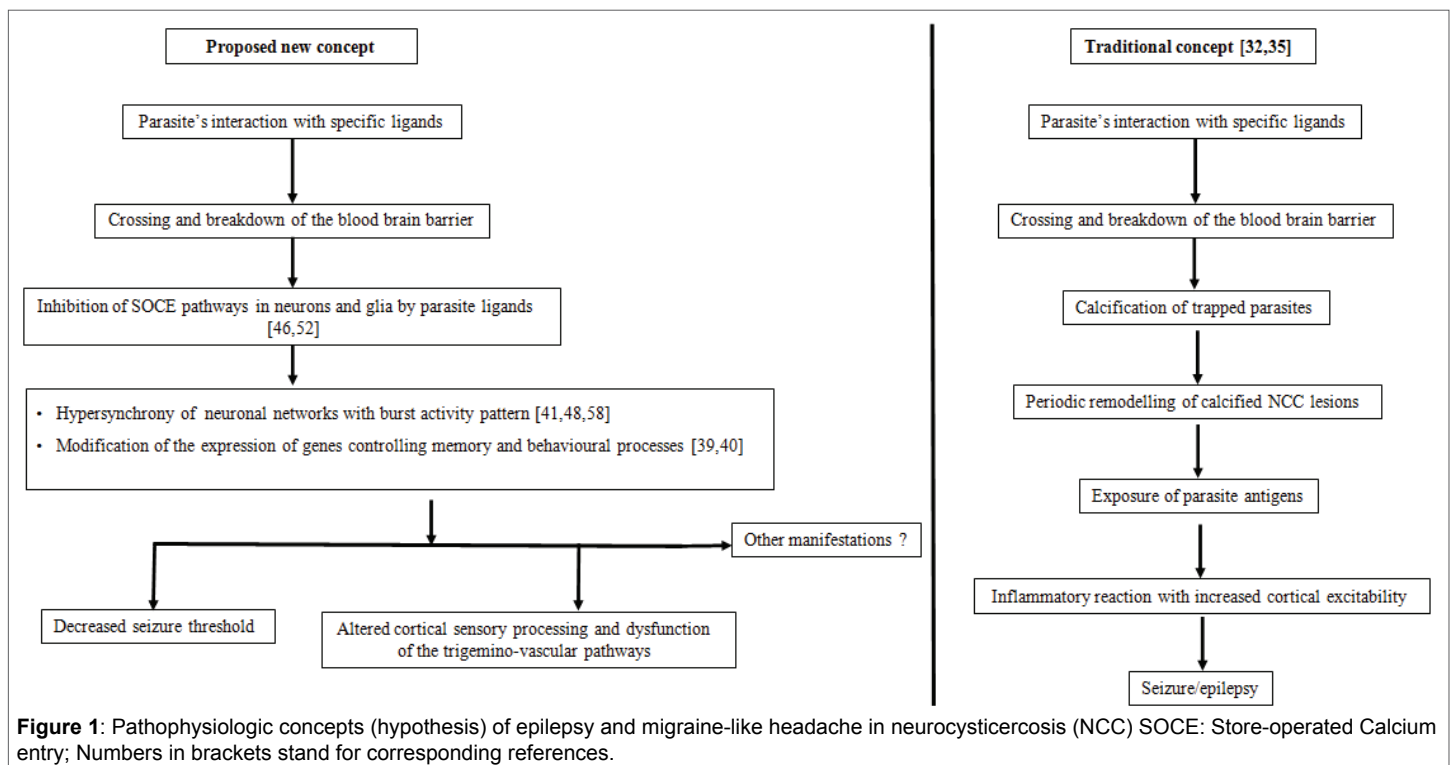 Proposed new concept
Parasite's interaction with specific ligands
Crossing and breakdown of the blood brain barrier
Inhibition of SOCE pathways in neurons and glia by parasite ligands
[46,52]
• Hypersynchrony of neuronal networks with burst activity pattern [41,48,58]
• Modification of the expression of genes controlling memory and behavioural processes [39,40]
Other manifestations ?
Decreased seizure threshold
Altered cortical sensory processing and dysfunction
of the trigemino-vascular pathways
Traditional concept [32,35]
Parasite's interaction with specific ligands
Crossing and breakdown of the blood brain barrier
Calcification of trapped parasites
Periodic remodelling of calcified NCC lesions
Exposure of parasite antigens
Inflammatory reaction with increased cortical excitability
Seizure/epilepsy
Figure 1: Pathophysiologic concepts (hypothesis) of epilepsy and migraine-like headache in neurocysticercosis (NCC) SOCE: Store-operated Calcium
entry; Numbers in brackets stand for corresponding references.